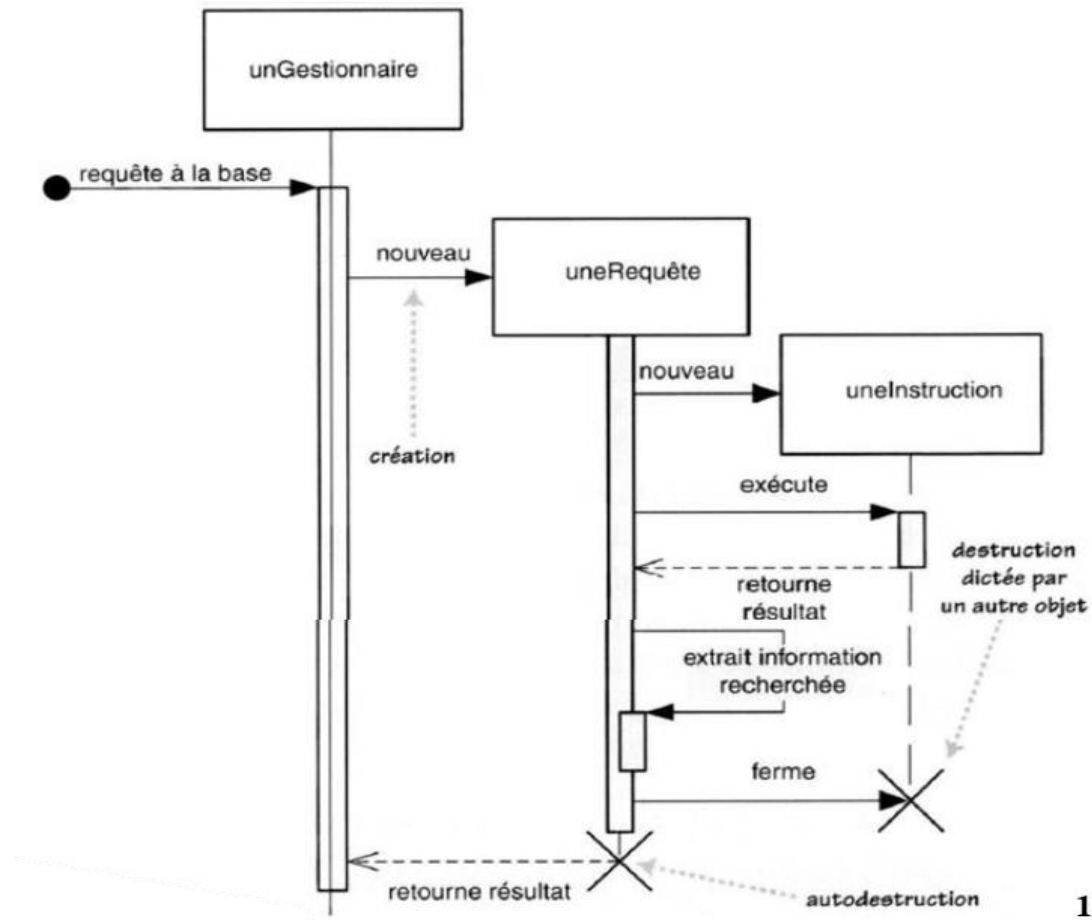 unGestionnaire
requête à la base
nouveau
uneRequête
nouveau
uneInstruction
création
exécute
destruction
dictée par
un autre objet
retourne
résultat
extrait information
recherchée
ferme
retourne résultat
autodestruction
1